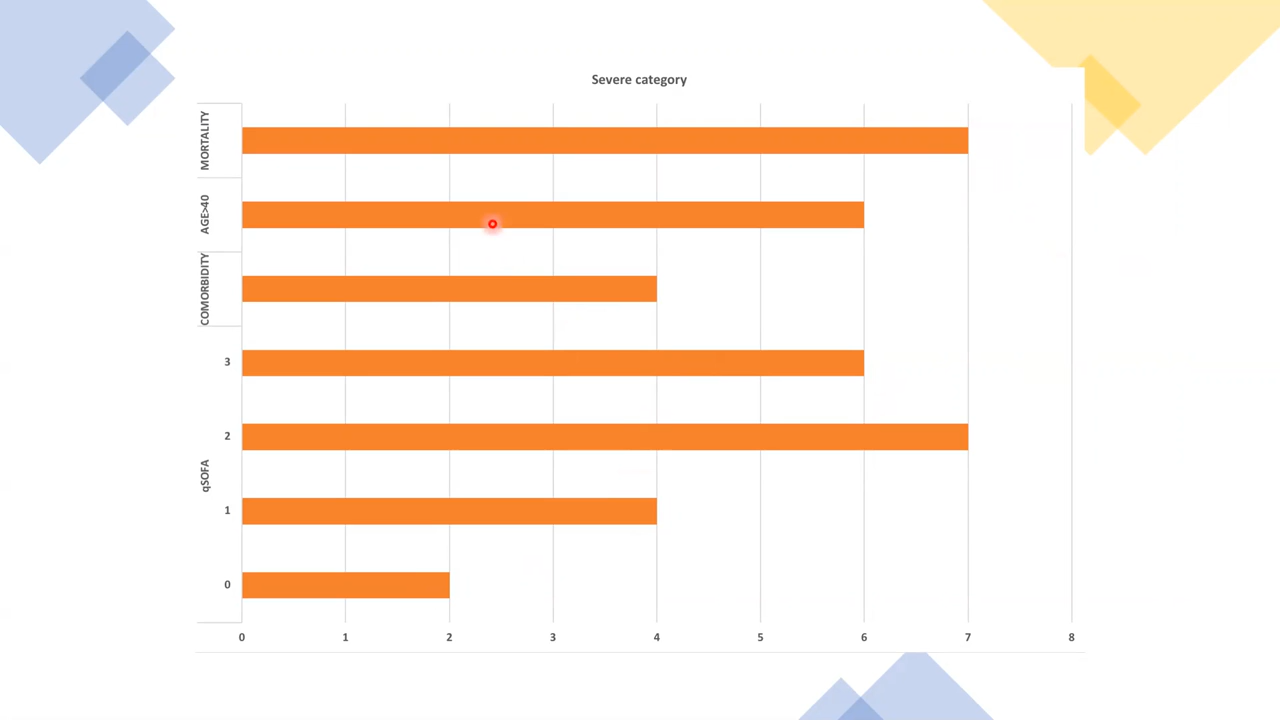 Severe category
MORTALITY
AGE>40
COMORBIDITY
qSOFA
3
2
1
0
0 1 2 3 4 5 6 7 8